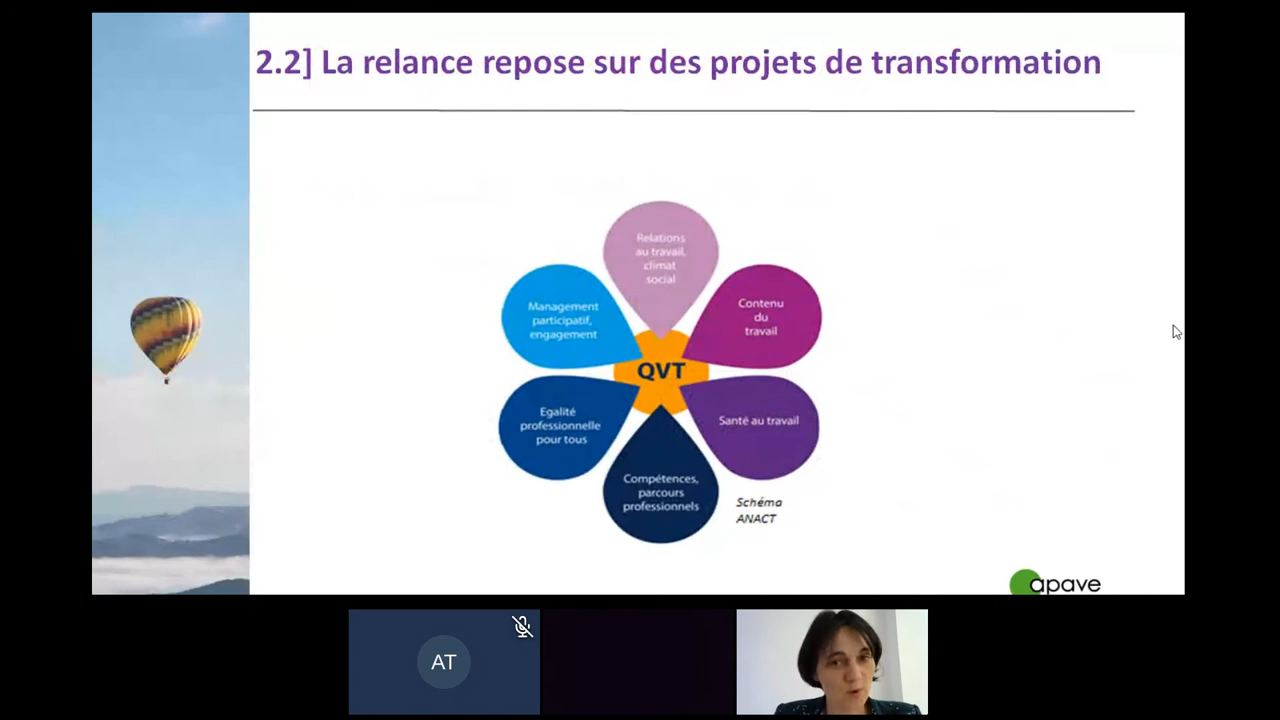 2.2] La relance repose sur des projets de transformation
Relations
au travail,
climat
social
Management
participatif,
engagement
Contenu
du
travail
QVT
Egalité
professionnelle
pour tous
Santé au travail
Compétences,
parcours
professionnels
Schéma
ANACT
apave
AT